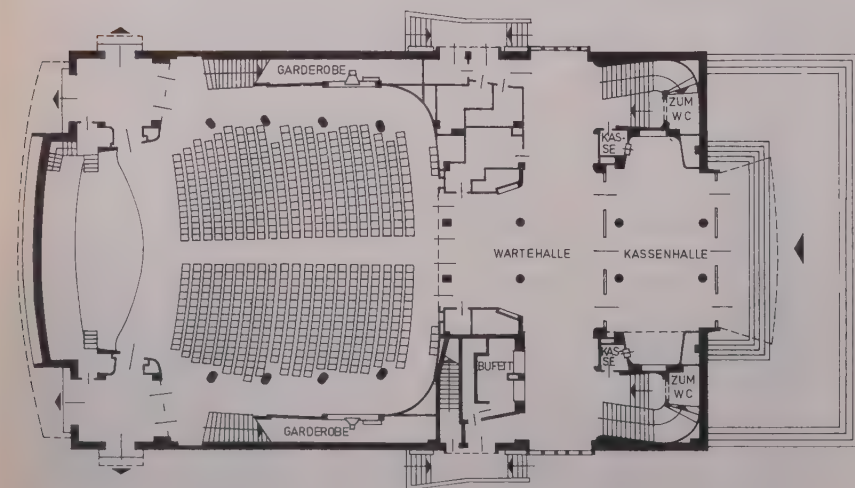 GARDEROBE
ZUM
WC
KAS-
SE
WARTEHALLE
KASSENHALLE
KAS-
SE
BUFETT
ZUM
WC
GARDEROBE